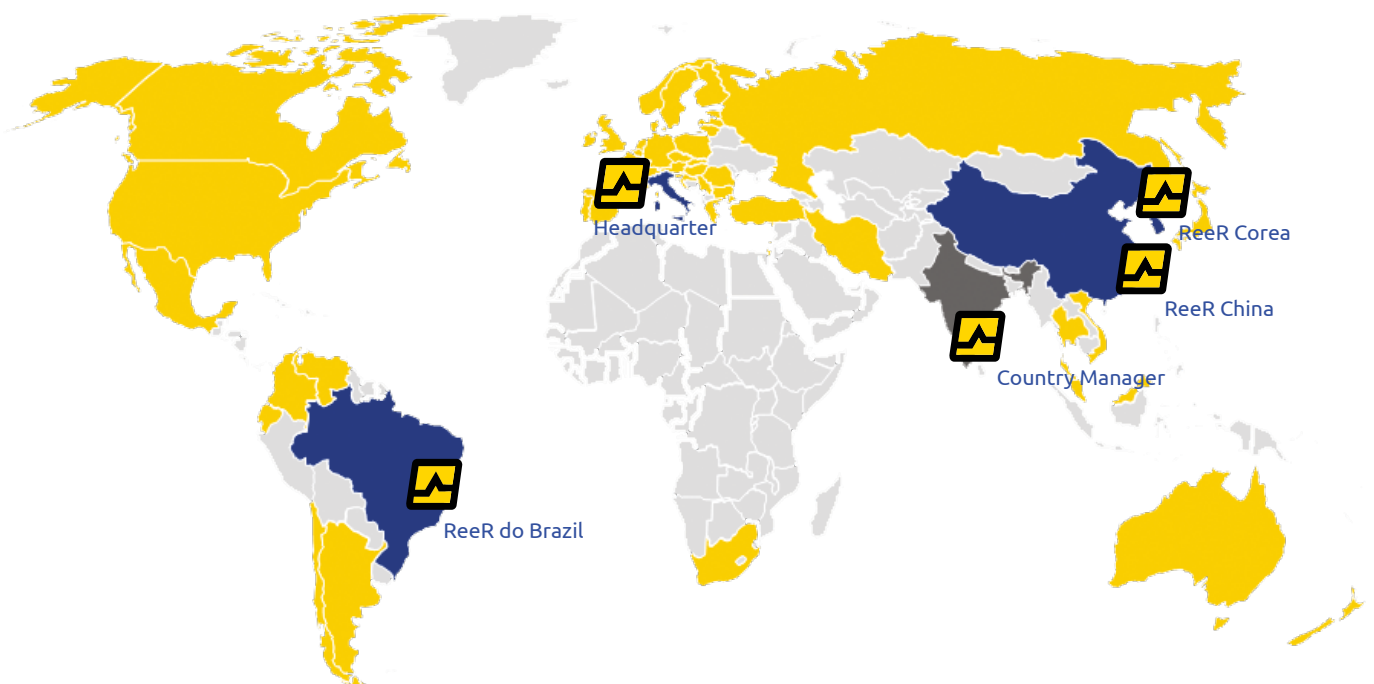 Headquarter
ReeR Corea
ReeR China
Country Manager
ReeR do Brazil